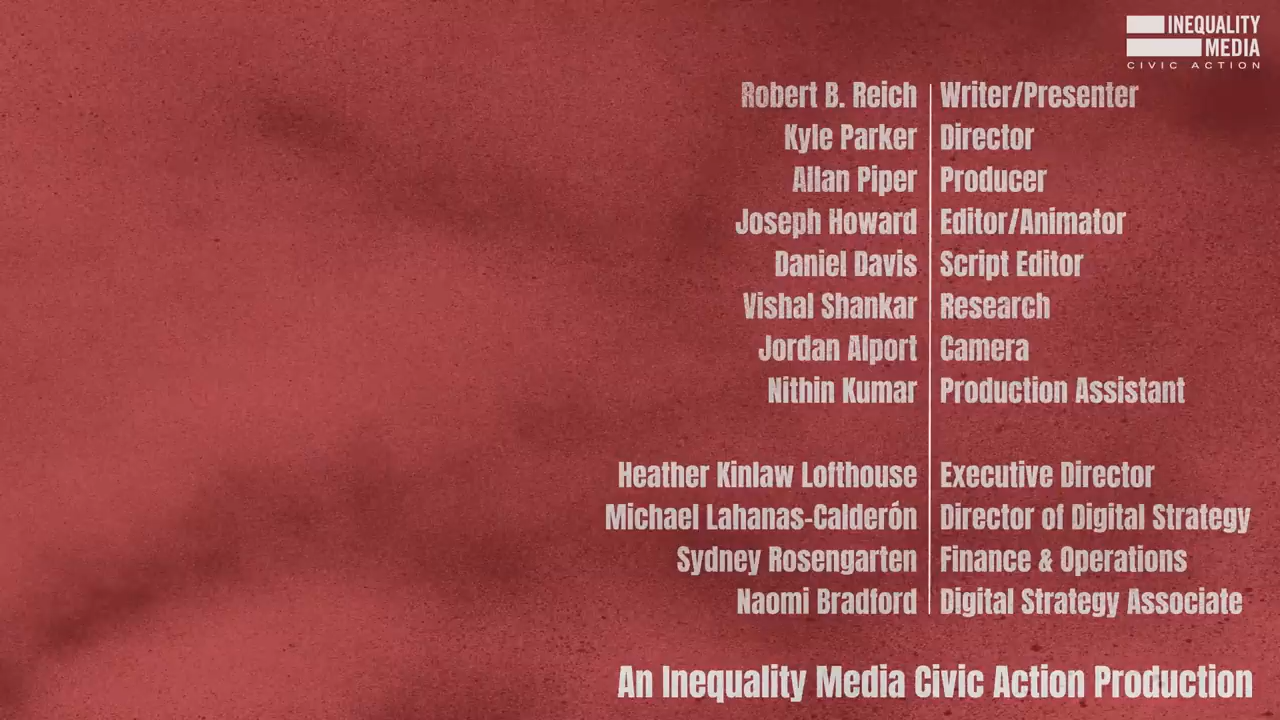 INEQUALITY
MEDIA
CIVIC ACTION
Robert B. Reich Writer/Presenter
Kyle Parker Director
Allan Piper Producer
Joseph Howard Editor/Animator
Daniel Davis Script Editor
Vishal Shankar Research
Jordan Alport Camera
Nithin Kumar Production Assistant
Heather Kinlaw Lofthouse Executive Director
Michael Lahanas-Calderón Director of Digital Strategy
Sydney Rosengarten Finance & Operations
Naomi Bradford Digital Strategy Associate
An Inequality Media Civic Action Production